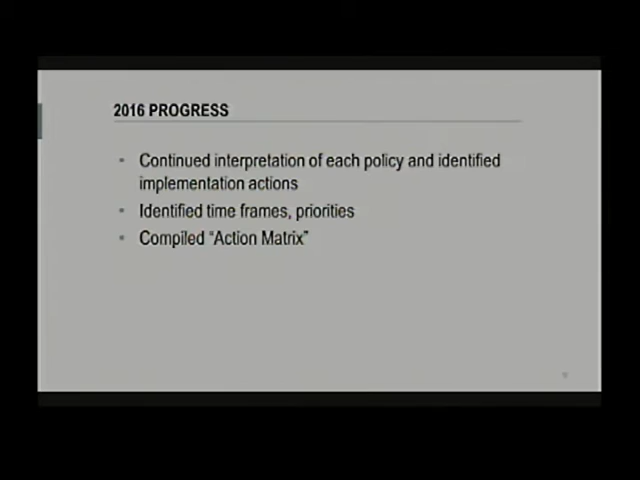 2016 PROGRESS
• Continued interpretation of each policy and identified
implementation actions
• Identified time frames, priorities
• Compiled “Action Matrix”